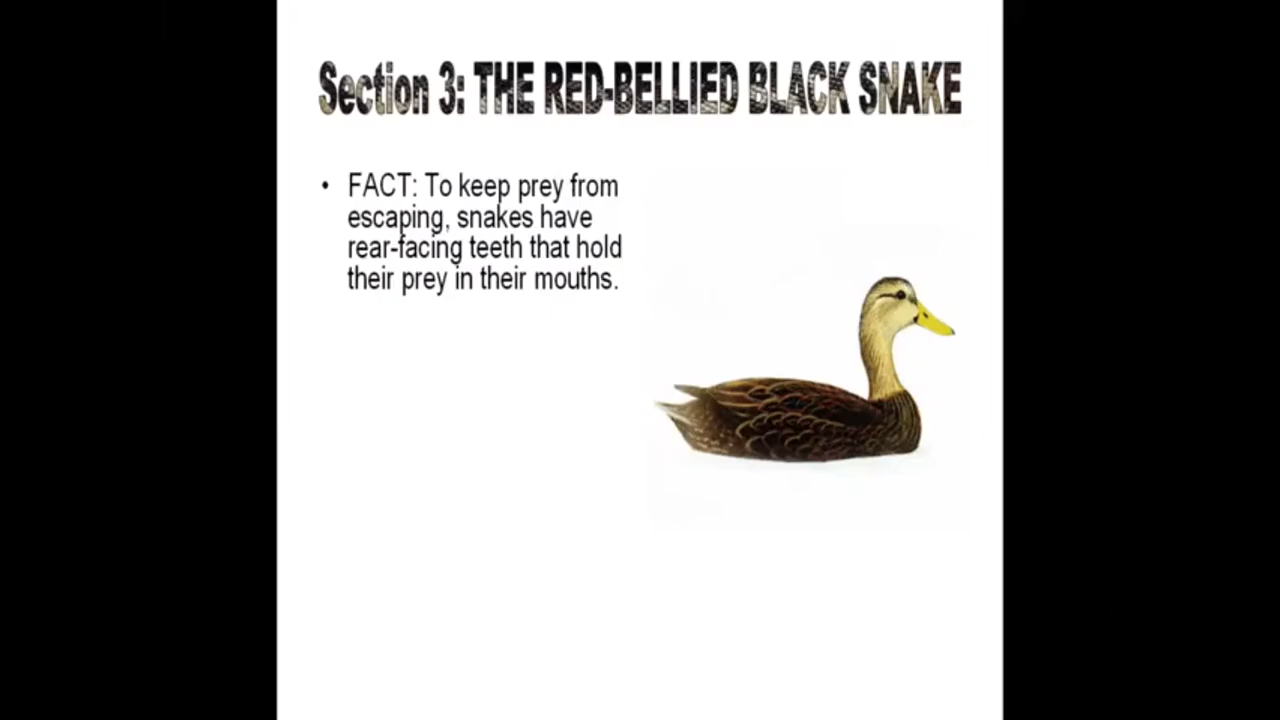 Section 3: THE RED-BELLIED BLACK SNAKE
• FACT: To keep prey from
escaping, snakes have
rear-facing teeth that hold
their prey in their mouths.